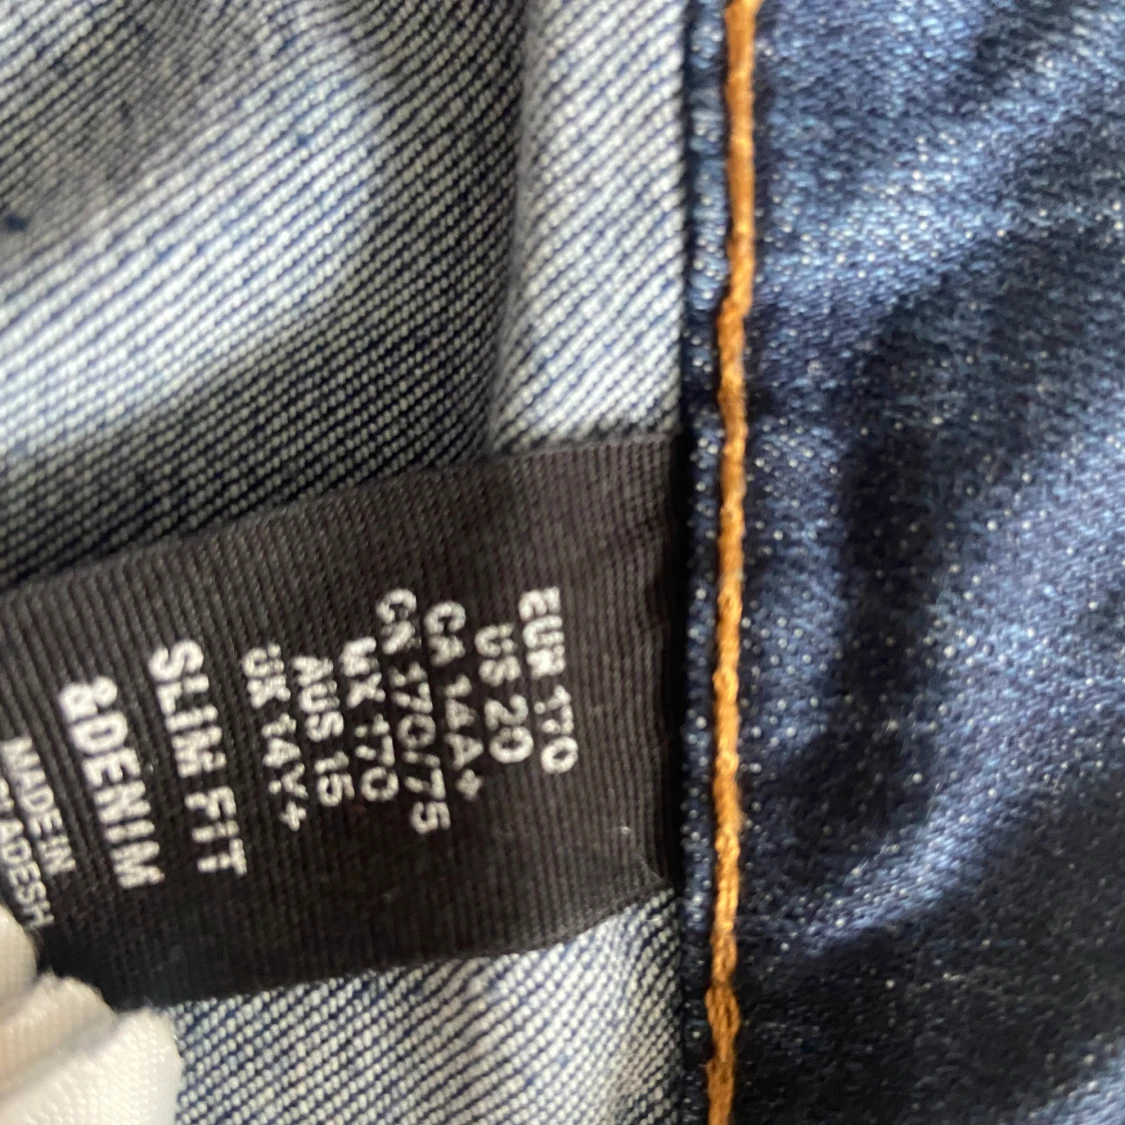 EUR 170
US 20
CA 14A+
CN 170/75
MX 170
AUS 15
UK 14Y+
SLIM FIT
&DENIM
MADE IN